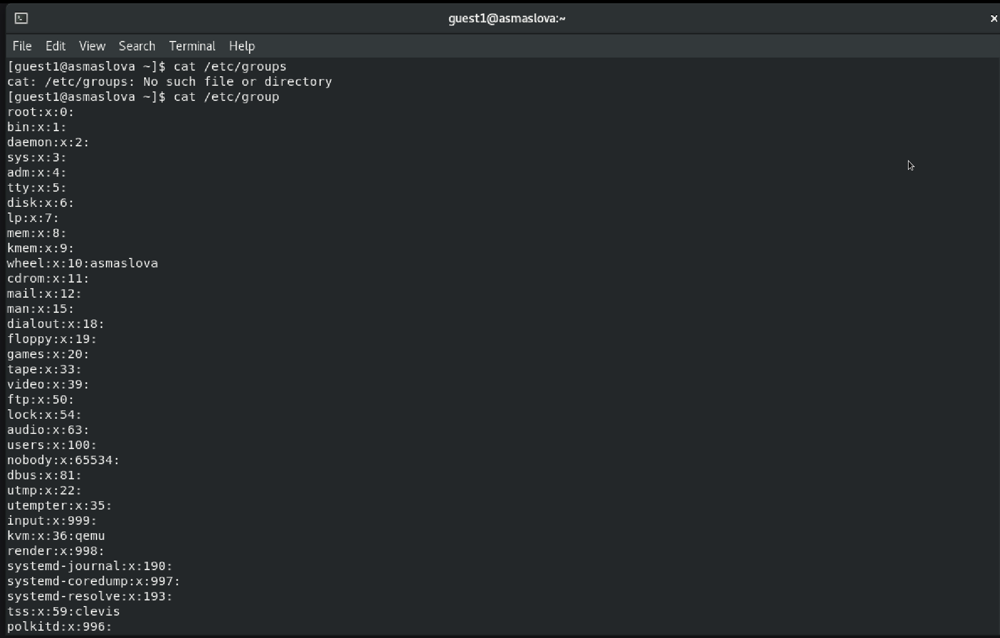 guest1@asmaslova:~
File Edit View Search Terminal Help
[guest1@asmaslova ~]$ cat /etc/groups
cat: /etc/groups: No such file or directory
[guest1@asmaslova ~]$ cat /etc/group
root:x:0:
bin:x:1:
daemon:x:2:
sys:x:3:
adm:x:4:
tty:x:5:
disk:x:6:
lp:x:7:
mem:x:8:
kmem:x:9:
wheel:x:10:asmaslova
cdrom:x:11:
mail:x:12:
man:x:15:
dialout:x:18:
floppy:x:19:
games:x:20:
tape:x:33:
video:x:39:
ftp:x:50:
lock:x:54:
audio:x:63:
users:x:100:
nobody:x:65534:
dbus:x:81:
utmp:x:22:
utempter:x:35:
input:x:999:
kvm:x:36:qemu
render:x:998:
systemd-journal:x:190:
systemd-coredump:x:997:
systemd-resolve:x:193:
tss:x:59:clevis
polkitd:x:996: